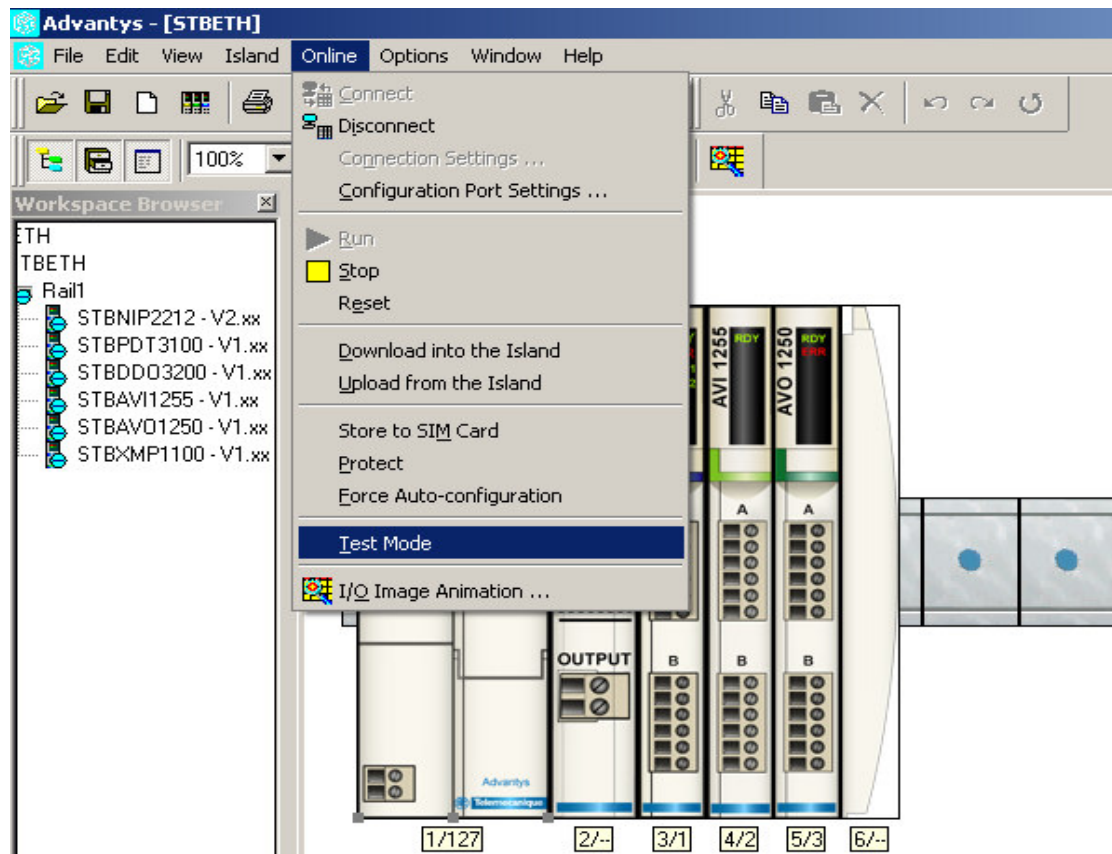 Advantys - [STBETH]
File Edit View Island Online Options Window Help
Connect
Disconnect
Connection Settings ...
Configuration Port Settings ...
Run
Stop
Reset
Download into the Island
Upload from the Island
Store to SIM Card
Protect
Force Auto-configuration
Test Mode
I/O Image Animation ...
100%
Workspace Browser
ETH
TBETH
Rail1
STBNIP2212 - V2.xx
STBPDT3100 - V1.xx
STBDDO3200 - V1.xx
STBAVI1255 - V1.xx
STBAVO1250 - V1.xx
STBXMP1100 - V1.xx
1
2
AVI 1255
RDY
AVO 1250
RDY
ERR
A
A
OUTPUT
B
B
B
Advantys
Telemecanique
1/127
2/--
3/1
4/2
5/3
6/--